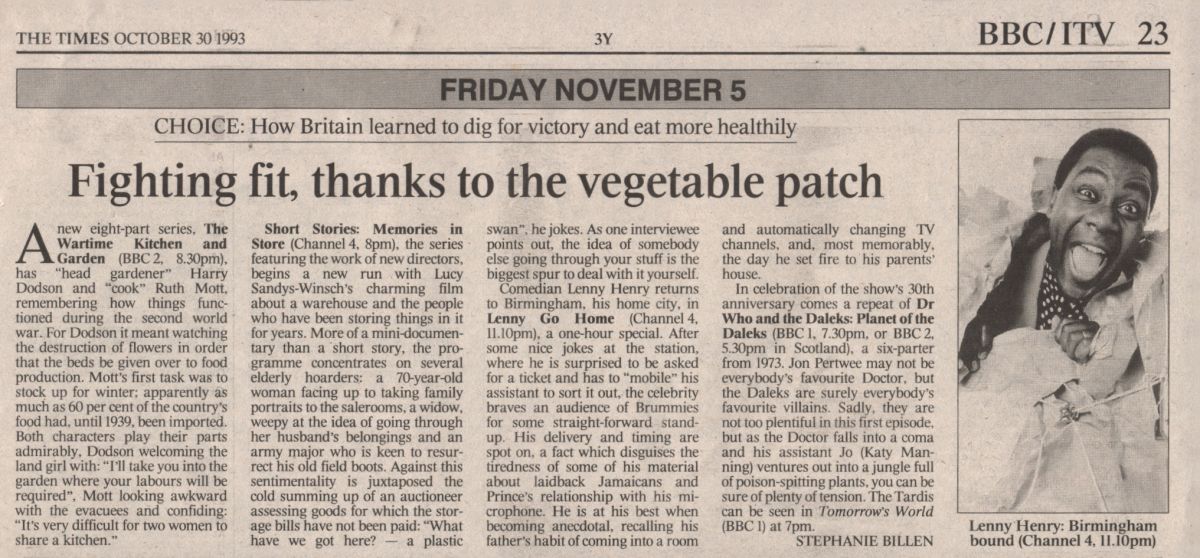 THE TIMES OCTOBER 30 1993
3Y
BBC/ITV 23
FRIDAY NOVEMBER 5
CHOICE: How Britain learned to dig for victory and eat more healthily
Fighting fit, thanks to the vegetable patch
A new eight-part series, The
Wartime Kitchen and
Garden (BBC 2, 8.30pm),
has "head gardener" Harry
Dodson and "cook" Ruth Mott,
remembering how things func-
tioned during the second world
war. For Dodson it meant watching
the destruction of flowers in order
that the beds be given over to food
production. Mott's first task was to
stock up for winter; apparently as
much as 60 per cent of the country's
food had, until 1939, been imported.
Both characters play their parts
admirably, Dodson welcoming the
land girl with: "I'll take you into the
garden where your labours will be
required", Mott looking awkward
with the evacuees and confiding:
"It's very difficult for two women to
share a kitchen."
Short Stories: Memories in
Store (Channel 4, 8pm), the series
featuring the work of new directors,
begins a new run with Lucy
Sandys-Winsch's charming film
about a warehouse and the people
who have been storing things in it
for years. More of a mini-documen-
tary than a short story, the pro-
gramme concentrates on several
elderly hoarders: a 70-year-old
woman facing up to taking family
portraits to the salerooms, a widow,
weepy at the idea of going through
her husband's belongings and an
army major who is keen to resur-
rect his old field boots. Against this
sentimentality is juxtaposed the
cold summing up of an auctioneer
assessing goods for which the stor-
age bills have not been paid: "What
have we got here? — a plastic
swan", he jokes. As one interviewee
points out, the idea of somebody
else going through your stuff is the
biggest spur to deal with it yourself.
Comedian Lenny Henry returns
to Birmingham, his home city, in
Lenny Go Home (Channel 4,
11.10pm), a one-hour special. After
some nice jokes at the station,
where he is surprised to be asked
for a ticket and has to "mobile" his
assistant to sort it out, the celebrity
braves an audience of Brummies
for some straight-forward stand-
up. His delivery and timing are
spot on, a fact which disguises the
tiredness of some of his material
about laidback Jamaicans and
Prince's relationship with his mi-
crophone. He is at his best when
becoming anecdotal, recalling his
father's habit of coming into a room
and automatically changing TV
channels, and, most memorably,
the day he set fire to his parents'
house.
In celebration of the show's 30th
anniversary comes a repeat of Dr
Who and the Daleks: Planet of the
Daleks (BBC 1, 7.30pm, or BBC 2,
5.30pm in Scotland), a six-parter
from 1973. Jon Pertwee may not be
everybody's favourite Doctor, but
the Daleks are surely everybody's
favourite villains. Sadly, they are
not too plentiful in this first episode,
but as the Doctor falls into a coma
and his assistant Jo (Katy Man-
ning) ventures out into a jungle full
of poison-spitting plants, you can be
sure of plenty of tension. The Tardis
can be seen in Tomorrow's World
(BBC 1) at 7pm.
STEPHANIE BILLEN
Lenny Henry: Birmingham
bound (Channel 4, 11.10pm)